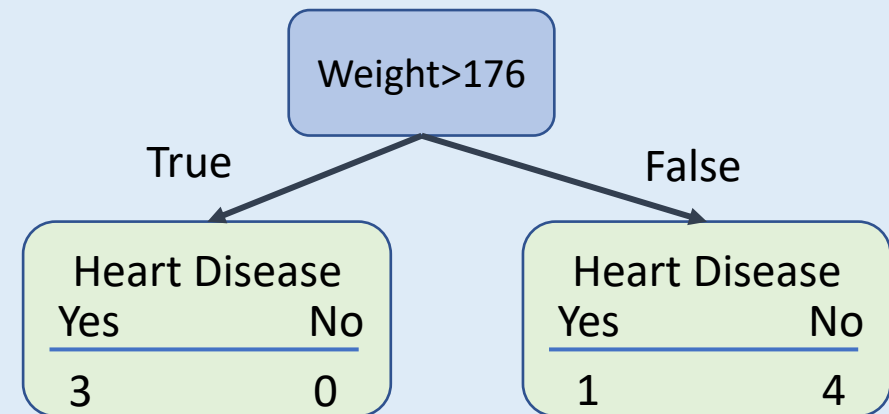 Weight>176
True
False
Heart Disease
Yes No
3 0
Heart Disease
Yes No
1 4